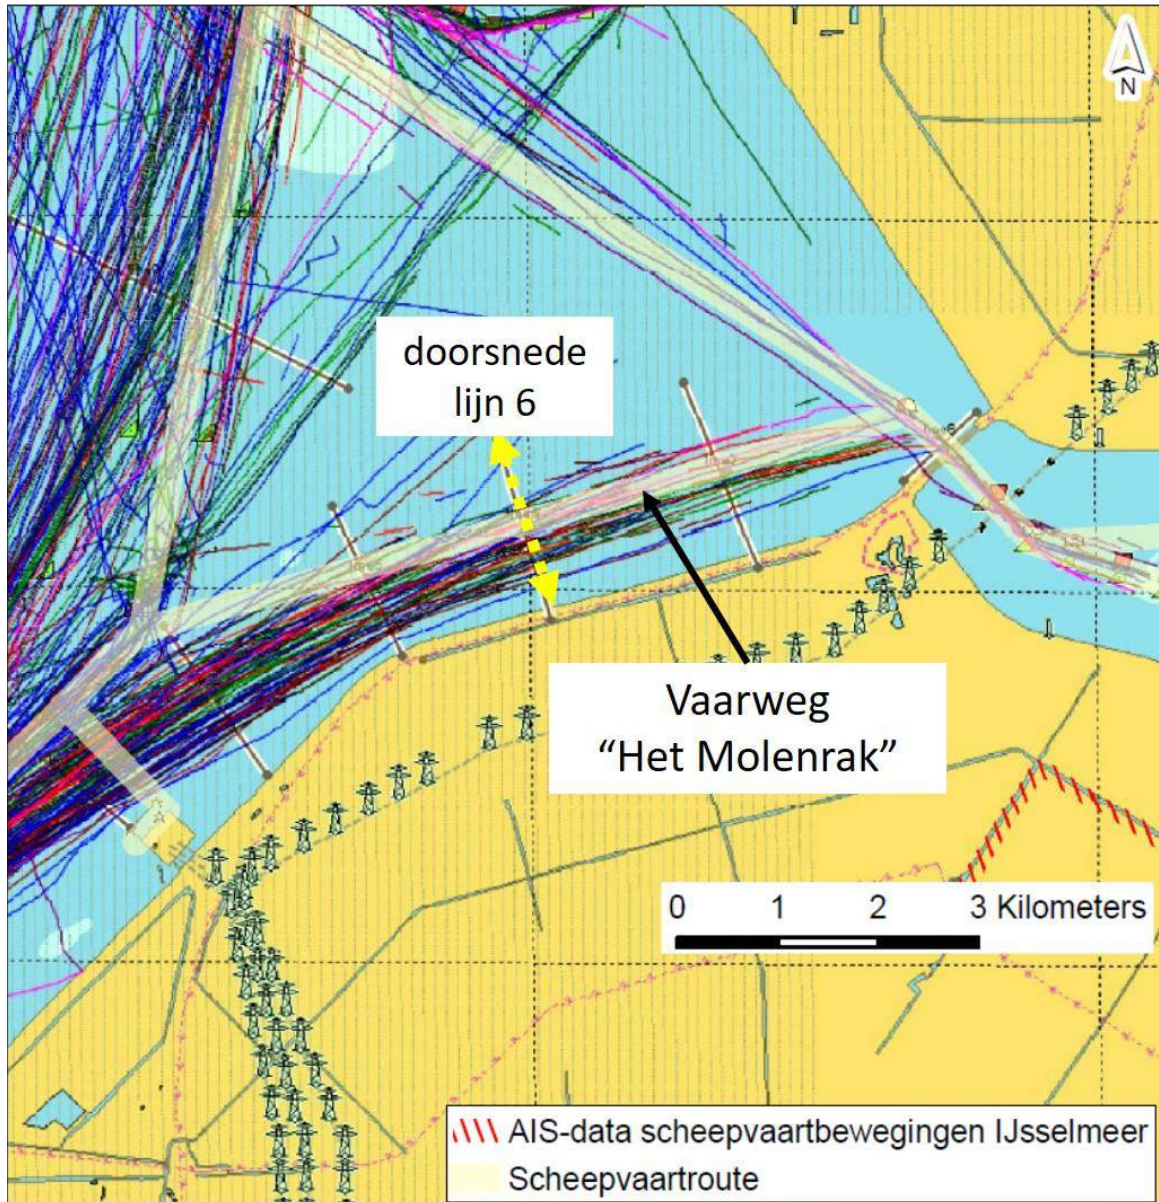 N
doorsnede
lijn 6
Vaarweg
“Het Molenrak”
0 1 2 3 Kilometers
AIS-data scheepvaartbewegingen IJsselmeer
Scheepvaartroute